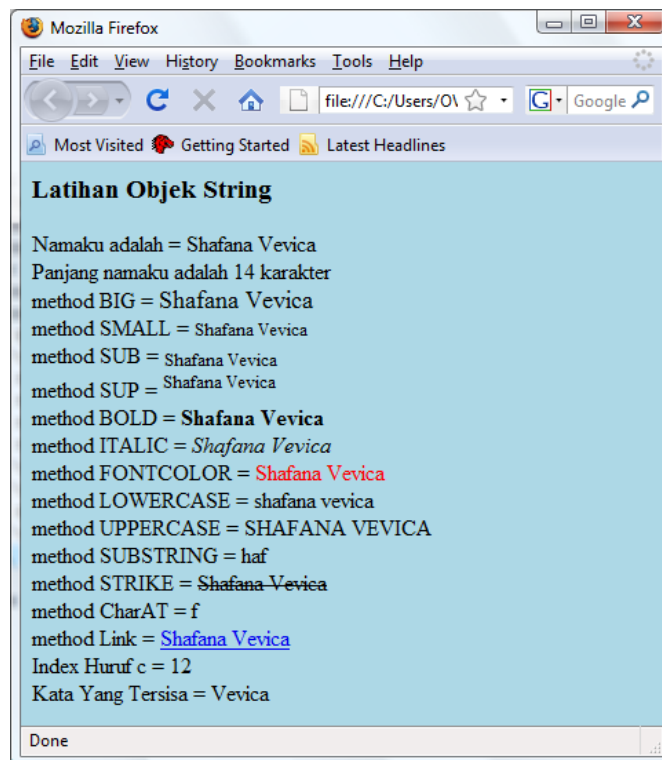 Mozilla Firefox
File Edit View History Bookmarks Tools Help
file:///C:/Users/O\ Google
Most Visited Getting Started Latest Headlines
Latihan Objek String
Namaku adalah = Shafana Vevica
Panjang namaku adalah 14 karakter
method BIG = Shafana Vevica
method SMALL = Shafana Vevica
method SUB = Shafana Vevica
method SUP = Shafana Vevica
method BOLD = Shafana Vevica
method ITALIC = Shafana Vevica
method FONTCOLOR = Shafana Vevica
method LOWERCASE = shafana vevica
method UPPERCASE = SHAFANA VEVICA
method SUBSTRING = haf
method STRIKE = Shafana Vevica
method CharAT = f
method Link = Shafana Vevica
Index Huruf c = 12
Kata Yang Tersisa = Vevica
Done